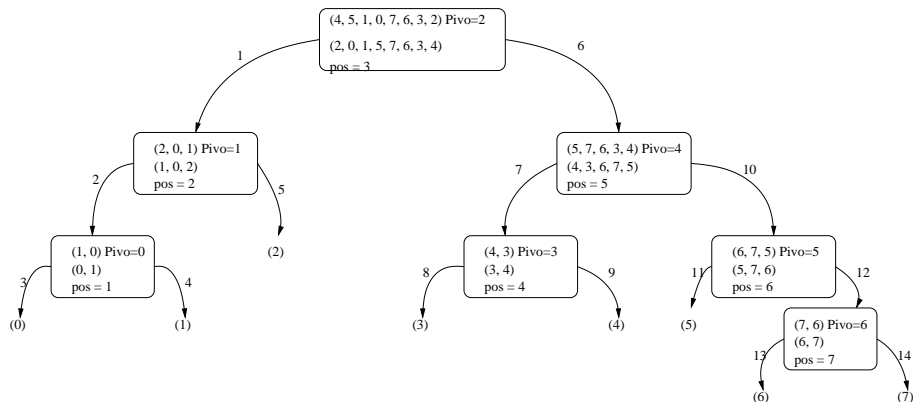 (4, 5, 1, 0, 7, 6, 3, 2) Pivo=2
(2, 0, 1, 5, 7, 6, 3, 4)
pos = 3
1
6
(2, 0, 1) Pivo=1
(1, 0, 2)
pos = 2
(5, 7, 6, 3, 4) Pivo=4
(4, 3, 6, 7, 5)
pos = 5
2
5
7
10
(2)
(1, 0) Pivo=0
(0, 1)
pos = 1
(4, 3) Pivo=3
(3, 4)
pos = 4
(6, 7, 5) Pivo=5
(5, 7, 6)
pos = 6
3
4
8
9
11
12
(0)
(1)
(3)
(4)
(5)
(7, 6) Pivo=6
(6, 7)
pos = 7
13
14
(6)
(7)